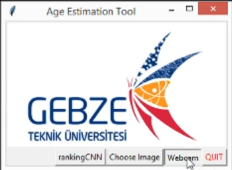 Age Estimation Tool
GEBZE
TEKNİK ÜNİVERSİTESİ
rankingCNN Choose Image Webcam QUIT